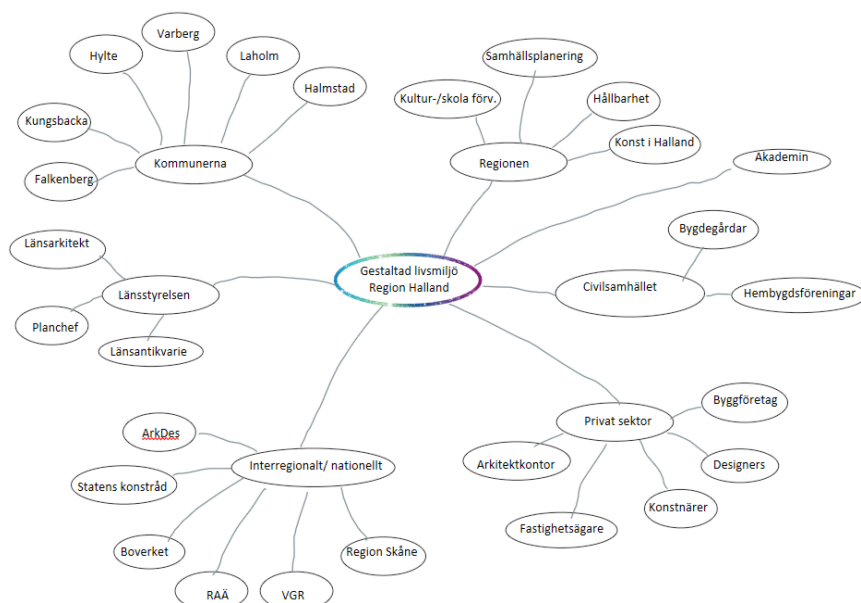 Varberg
Hylte
Laholm
Halmstad
Kungsbacka
Kommunerna
Falkenberg
Samhällsplanering
Kultur-/skola förv.
Hållbarhet
Konst i Halland
Regionen
Akademin
Bygdegårdar
Civilsamhället
Hembygdsföreningar
Gestaltad livsmiljö
Region Halland
Länsarkitekt
Länsstyrelsen
Planchef
Länsantikvarie
ArkDes
Interregionalt/ nationellt
Statens konstråd
Boverket
RAÄ
VGR
Region Skåne
Byggföretag
Privat sektor
Arkitektkontor
Designers
Konstnärer
Fastighetsägare